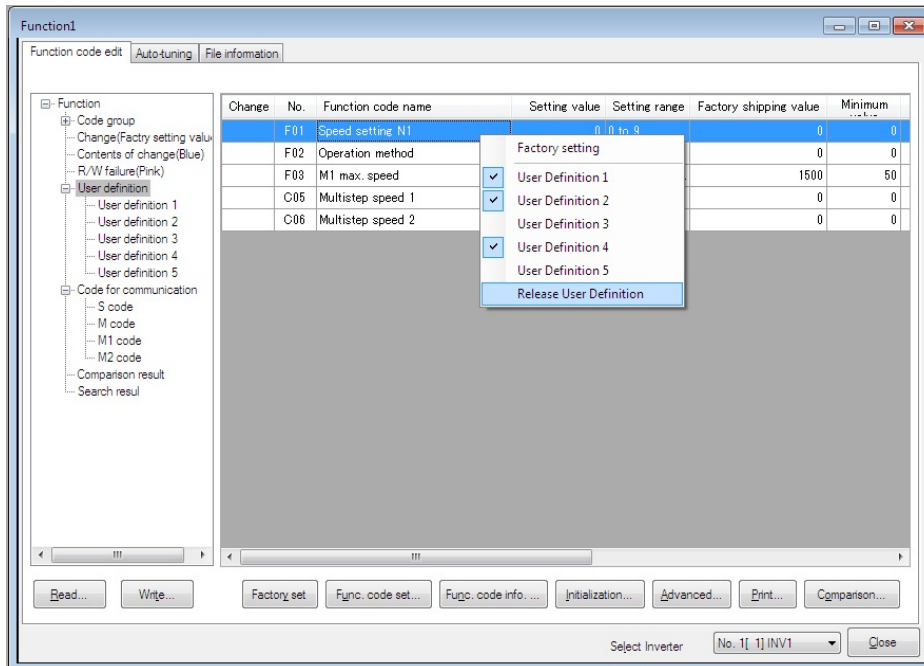 Function1
Function code edit Auto-tuning File information
Function
Code group
Change(Factry setting valu
Contents of change(Blue)
R/W failure(Pink)
User definition
User definition 1
User definition 2
User definition 3
User definition 4
User definition 5
Code for communication
S code
M code
M1 code
M2 code
Comparison result
Search resul
Change No. Function code name Setting value Setting range Factory shipping value Minimum
F01 Speed setting N1 0 0 to 9 0 0
F02 Operation method 0 0
F03 M1 max. speed 1500 50
C05 Multistep speed 1 0 0
C06 Multistep speed 2 0 0
Factory setting
User Definition 1
User Definition 2
User Definition 3
User Definition 4
User Definition 5
Release User Definition
Read... Write... Factory set Func. code set... Func. code info. ... Initialization... Advanced... Print... Comparison...
Select Inverter No. 1[ 1] INV1 Close